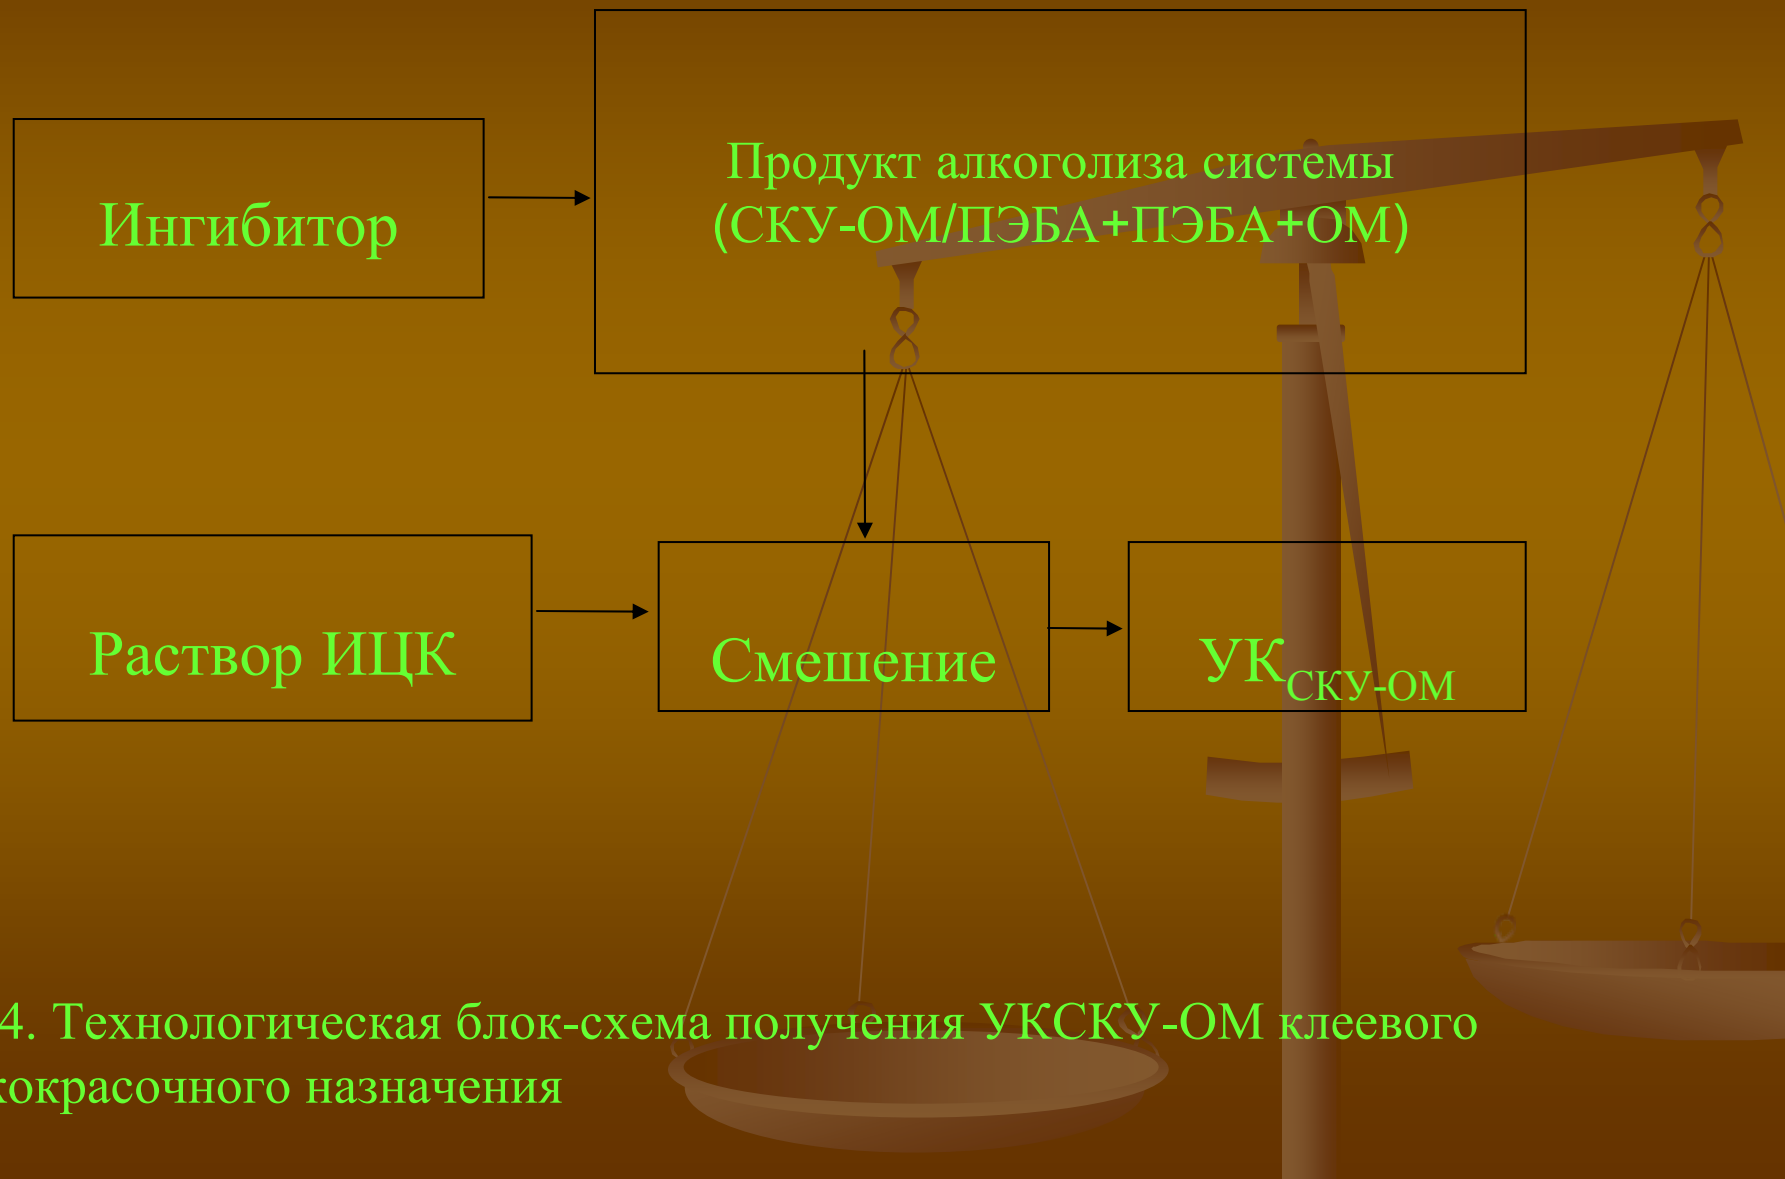 Продукт алкоголиза системы
(СКУ-ОМ/ПЭБА+ПЭБА+ОМ)
Ингибитор
Раствор ИЦК
Смешение
УКСКУ-ОМ
4. Технологическая блок-схема получения УКСКУ-ОМ клеевого
кокрасочного назначения